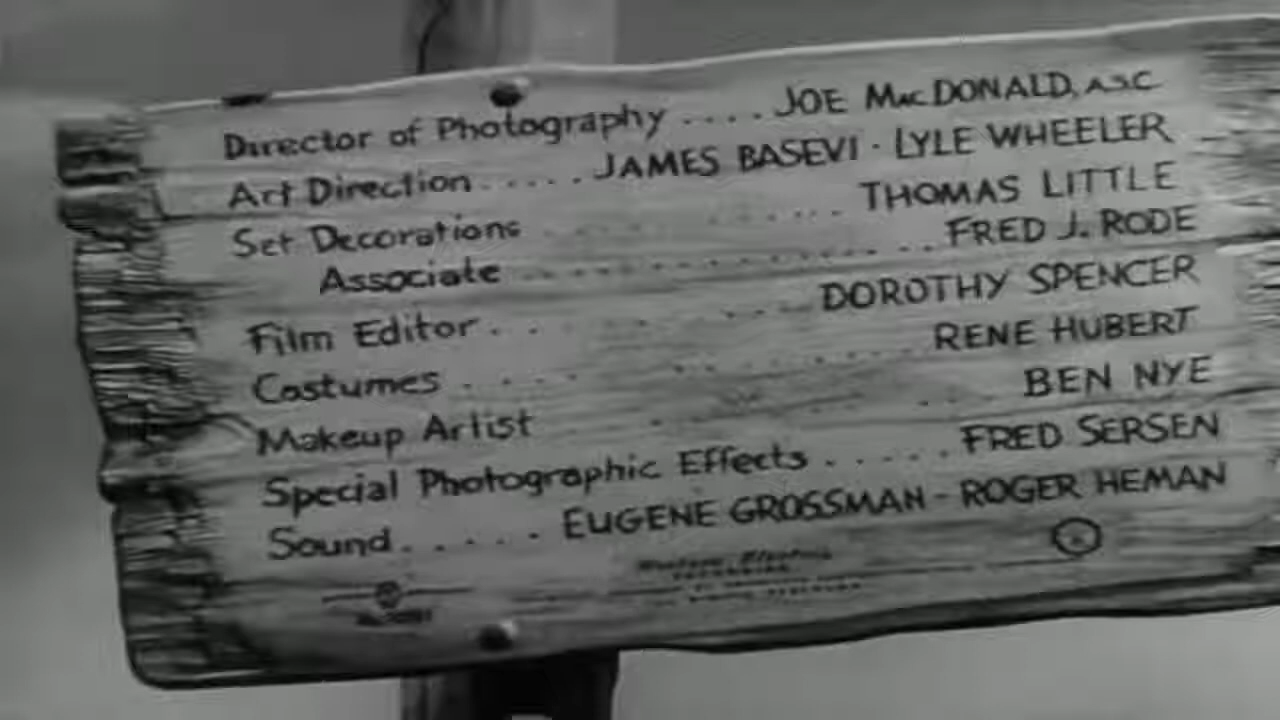 Director of Photography .... JOE MacDONALD, A.S.C
Art Direction ..... JAMES BASEVI · LYLE WHEELER
Set Decorations ..... THOMAS LITTLE
Associate ..... FRED J. RODE
Film Editor ..... DOROTHY SPENCER
Costumes ..... RENE HUBERT
Makeup Artist ..... BEN NYE
Special Photographic Effects ..... FRED SERSEN
Sound ..... EUGENE GROSSMAN - ROGER HEMAN